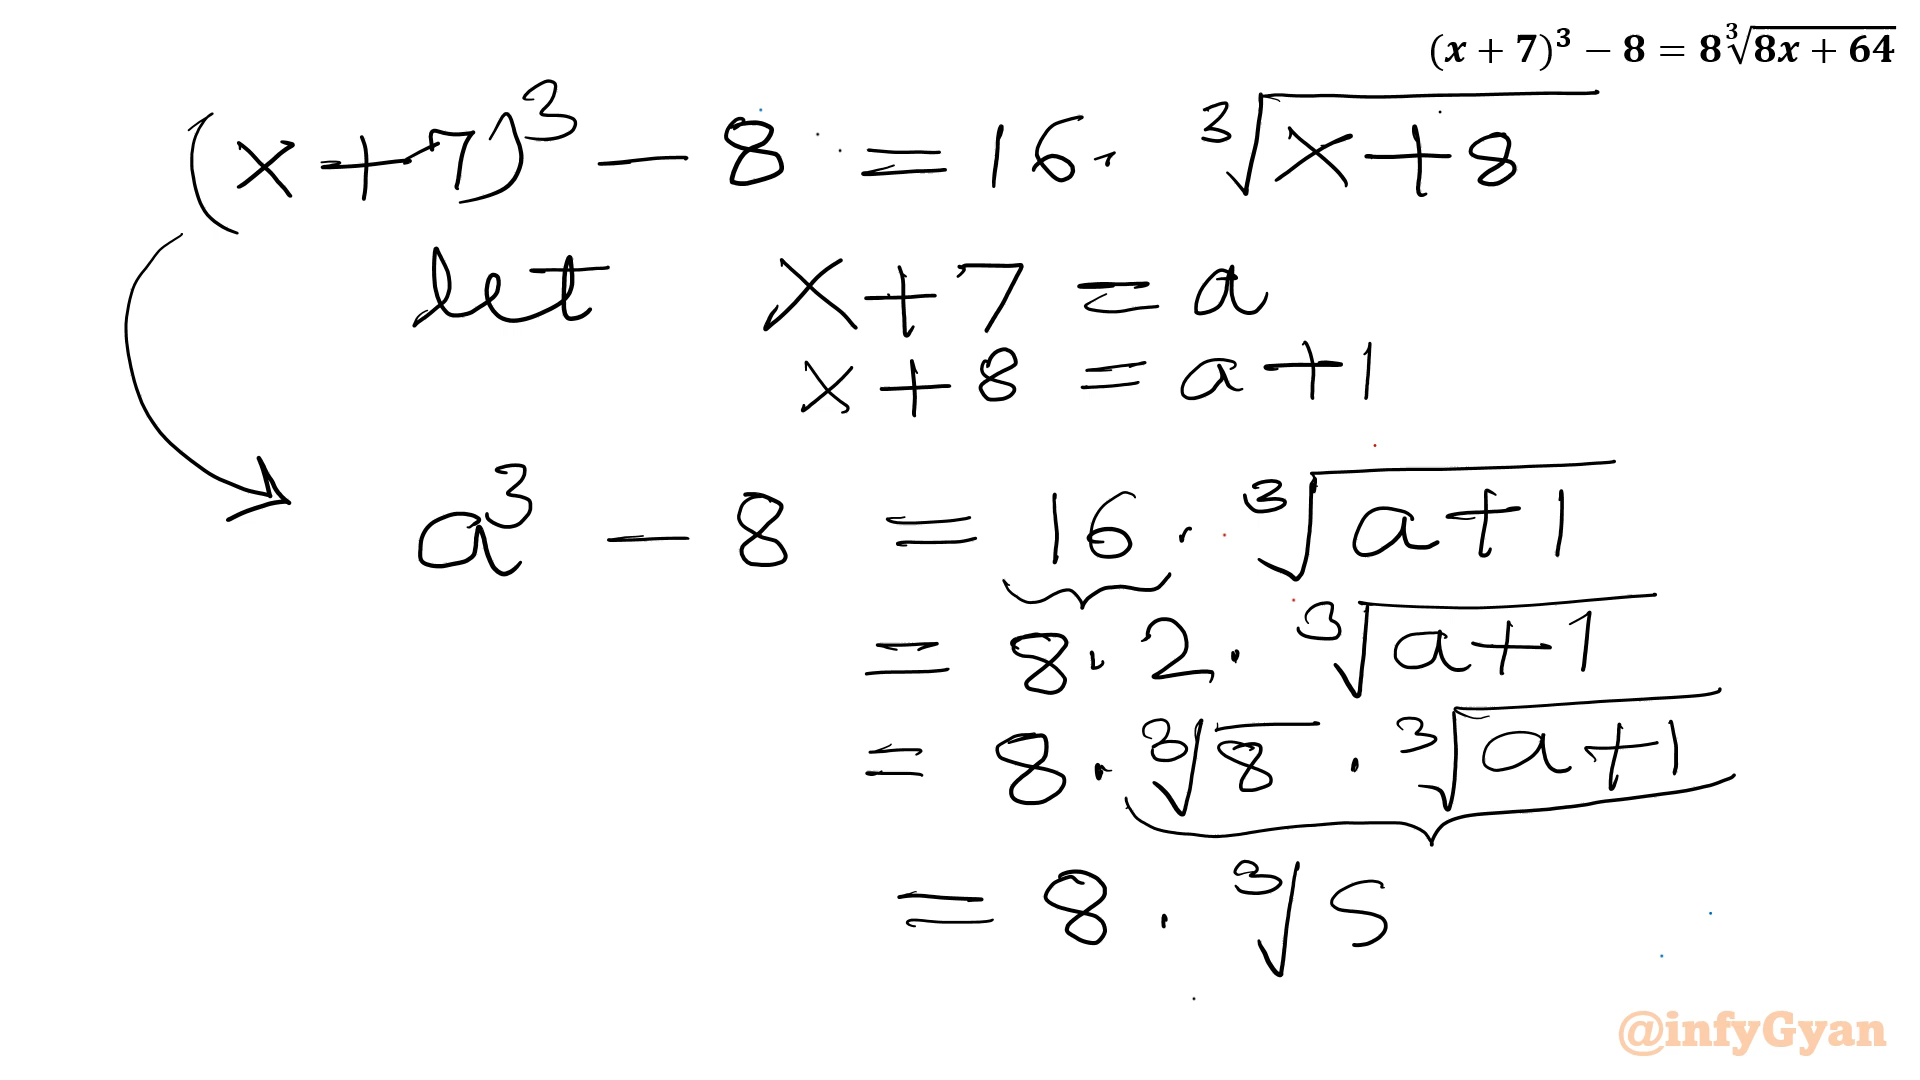 (x + 7)³ − 8 = 8∛(8x + 64)
(x + 7)³ − 8 = 16 · ∛(x + 8)
let x + 7 = a
x + 8 = a + 1
a³ − 8 = 16 · ∛(a + 1)
= 8 · 2 · ∛(a + 1)
= 8 · ∛8 · ∛(a + 1)
= 8 · ∛S
@infyGyan